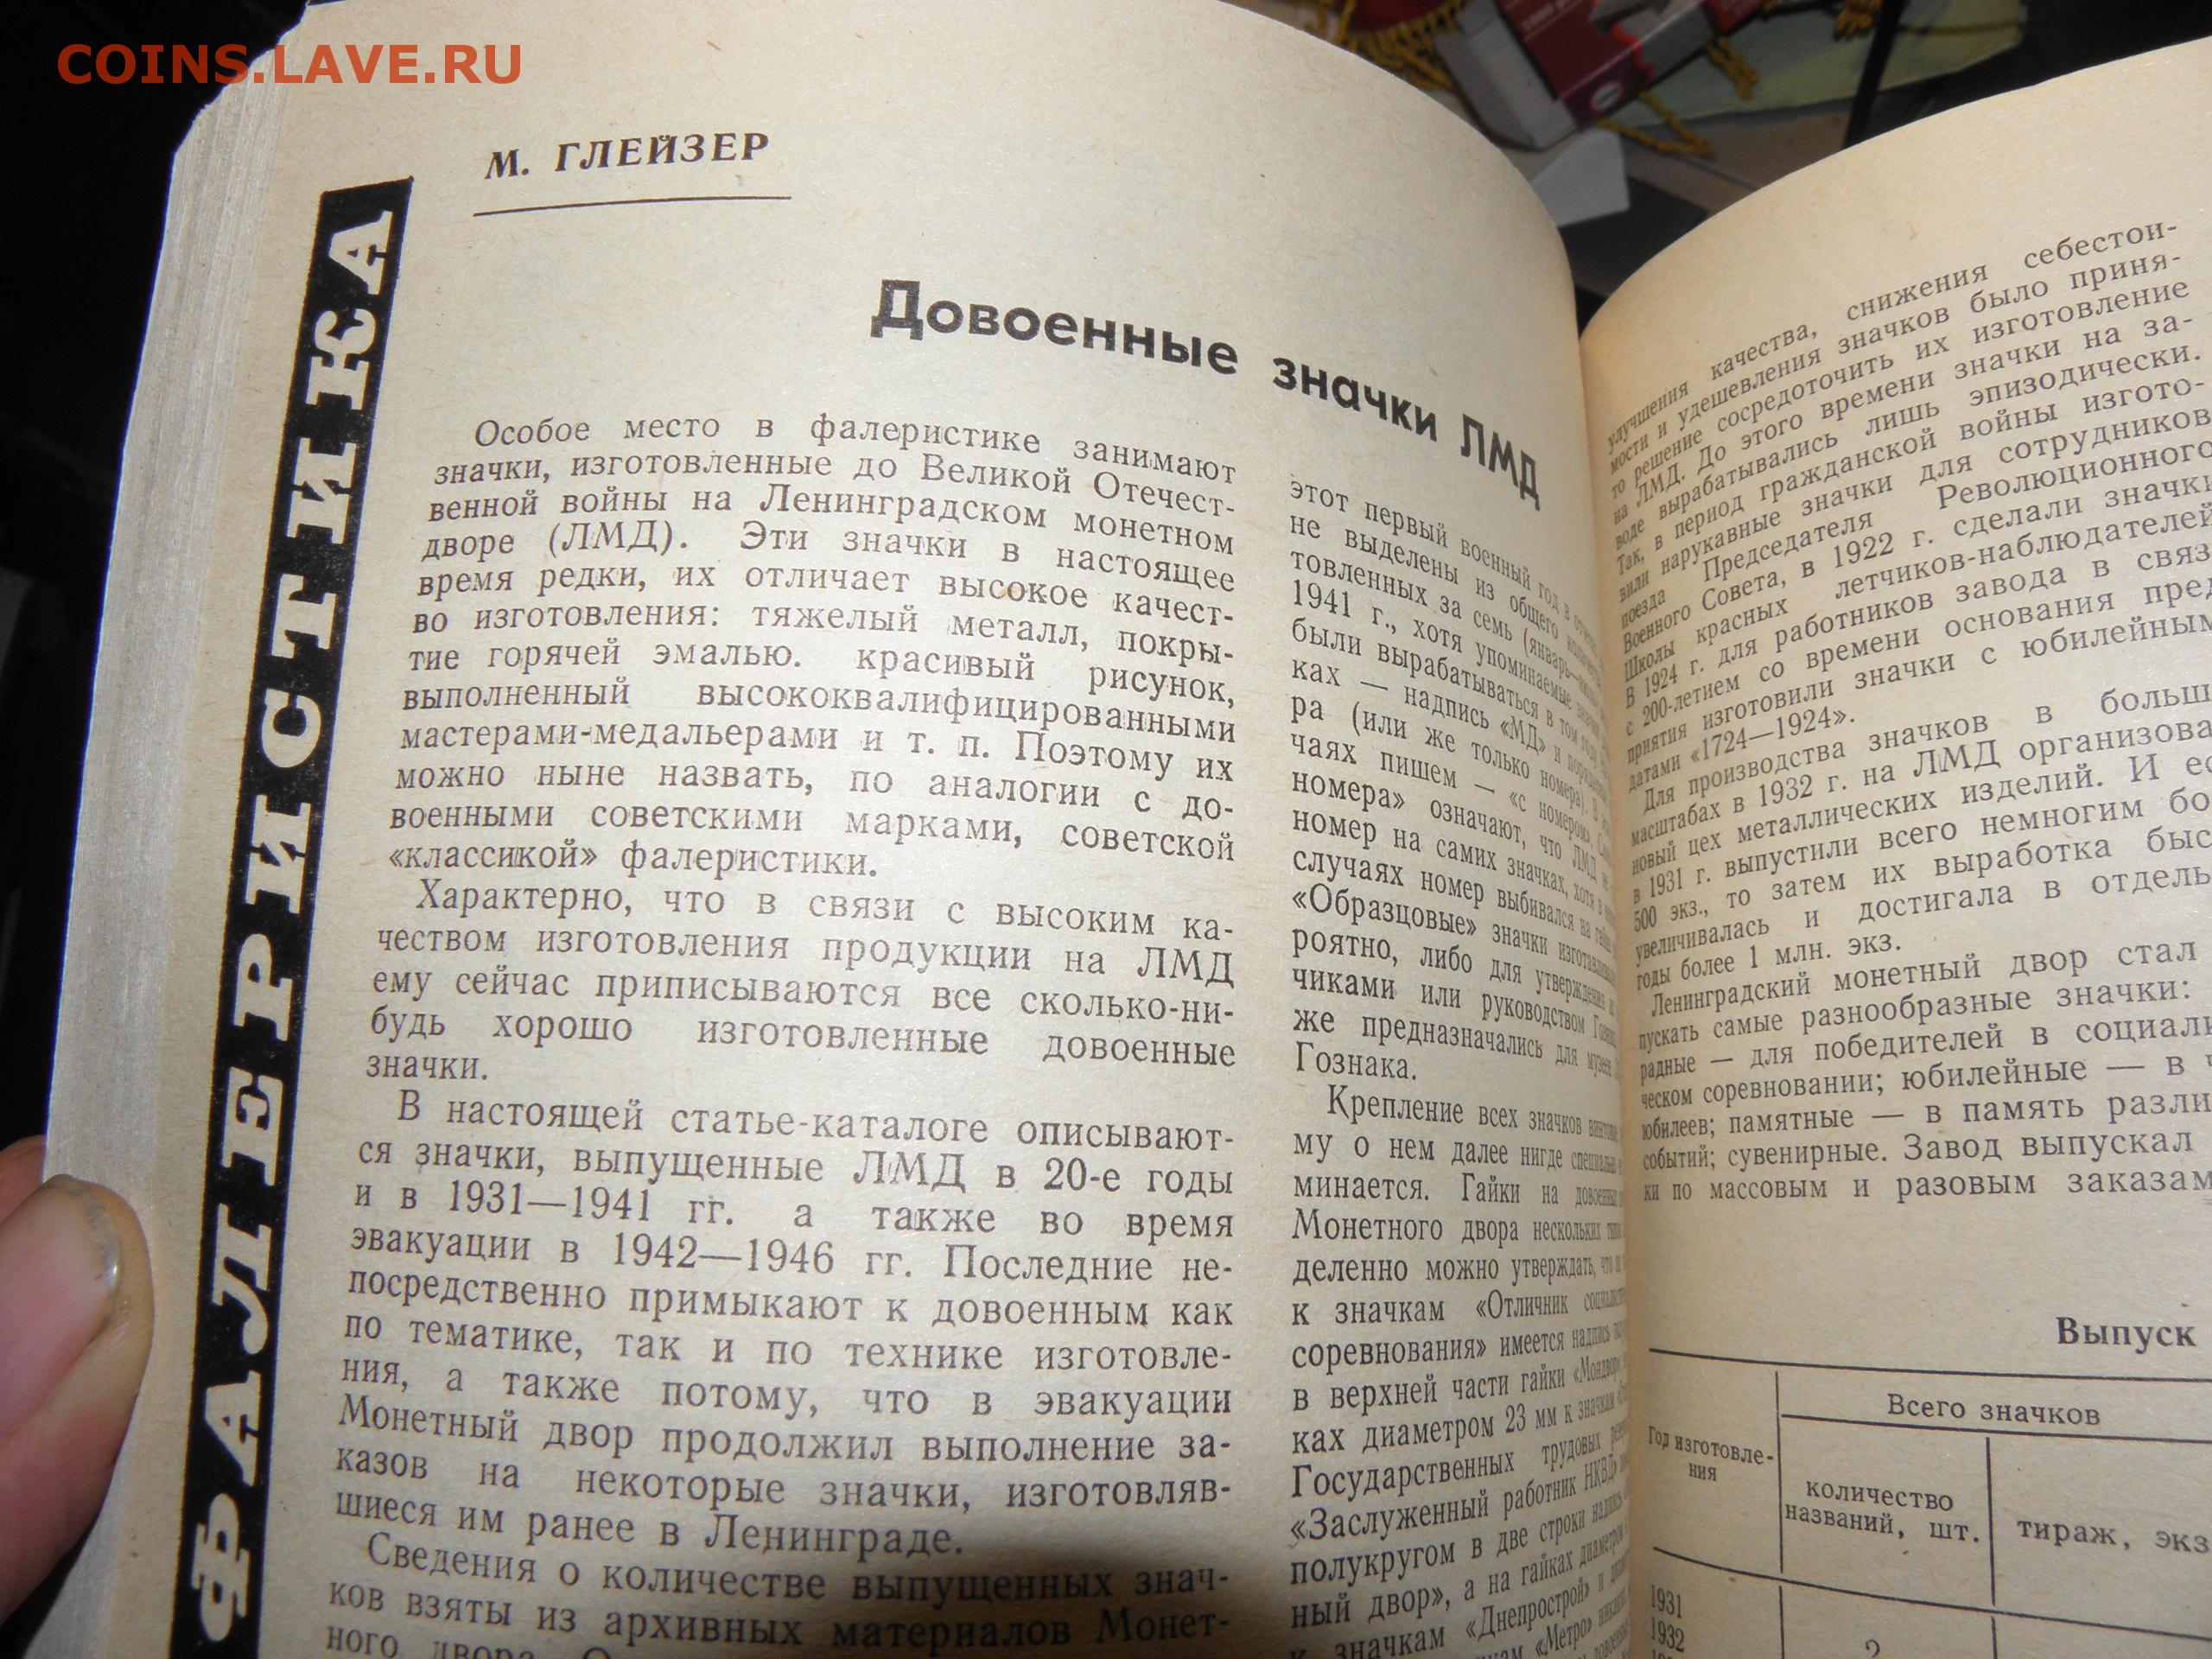 COINS.LAVE.RU
ФАЛЕРИСТИКА
М. ГЛЕЙЗЕР
Довоенные значки ЛМД
Особое место в фалеристике занимают
значки, изготовленные до Великой Отечест-
венной войны на Ленинградском монетном
дворе (ЛМД). Эти значки в настоящее
время редки, их отличает высокое качест-
во изготовления: тяжелый металл, покры-
тие горячей эмалью. красивый рисунок,
выполненный высококвалифицированными
мастерами-медальерами и т. п. Поэтому их
можно ныне назвать, по аналогии с до-
военными советскими марками, советской
«классикой» фалеристики.
Характерно, что в связи с высоким ка-
чеством изготовления продукции на ЛМД
ему сейчас приписываются все сколько-ни-
будь хорошо изготовленные довоенные
значки.
В настоящей статье-каталоге описывают-
ся значки, выпущенные ЛМД в 20-е годы
и в 1931—1941 гг. а также во время
эвакуации в 1942—1946 гг. Последние не-
посредственно примыкают к довоенным как
по тематике, так и по технике изготовле-
ния, а также потому, что в эвакуации
Монетный двор продолжил выполнение за-
казов на некоторые значки, изготовляв-
шиеся им ранее в Ленинграде.
Сведения о количестве выпущенных знач-
ков взяты из архивных материалов Монет-
ного двора.
этот первый военный год в
не выделены из общего
товленных за семь (январь—
1941 г., хотя упоминаемые
были вырабатываться в том году
ках — надпись «МД» и
ра (или же только номера). В
чаях пишем — «с номером».
номера» означают, что ЛМД
номер на самих значках, хотя в
случаях номер выбивался на гайке
«Образцовые» значки
роятно, либо для утверждения
чиками или руководством
же предназначались для музея
Гознака.
Крепление всех значков
му о нем далее нигде специально
минается. Гайки на
Монетного двора нескольких
деленно можно утверждать, что
к значкам «Отличник
соревнования» имеется надпись
в верхней части гайки «Мондвор»
ках диаметром 23 мм к значкам
Государственных трудовых
«Заслуженный работник НКВД»
полукругом в две строки надпись
ный двор», а на гайках диаметром
к значкам «Днепрострой» и
«Метро»
улучшения качества, снижения себестои-
мости и удешевления значков было приня-
то решение сосредоточить их изготовление
на ЛМД. До этого времени значки на за-
воде вырабатывались лишь эпизодически.
Так, в период гражданской войны изгото-
вили нарукавные значки для сотрудников
поезда Председателя Революционного
Военного Совета, в 1922 г. сделали значки
Школы красных летчиков-наблюдателей
В 1924 г. для работников завода в связ
с 200-летием со времени основания пред
приятия изготовили значки с юбилейным
датами «1724—1924».
Для производства значков в больш
масштабах в 1932 г. на ЛМД организова
новый цех металлических изделий. И ес
в 1931 г. выпустили всего немногим бо
500 экз., то затем их выработка быс
увеличивалась и достигала в отдель
годы более 1 млн. экз.
Ленинградский монетный двор стал
пускать самые разнообразные значки:
радные — для победителей в социали
ческом соревновании; юбилейные — в ч
юбилеев; памятные — в память разли
событий; сувенирные. Завод выпускал
ки по массовым и разовым заказам
Выпуск
Год изготовле-
ния
Всего значков
количество
названий, шт.
тираж, экз
1931
1932
2